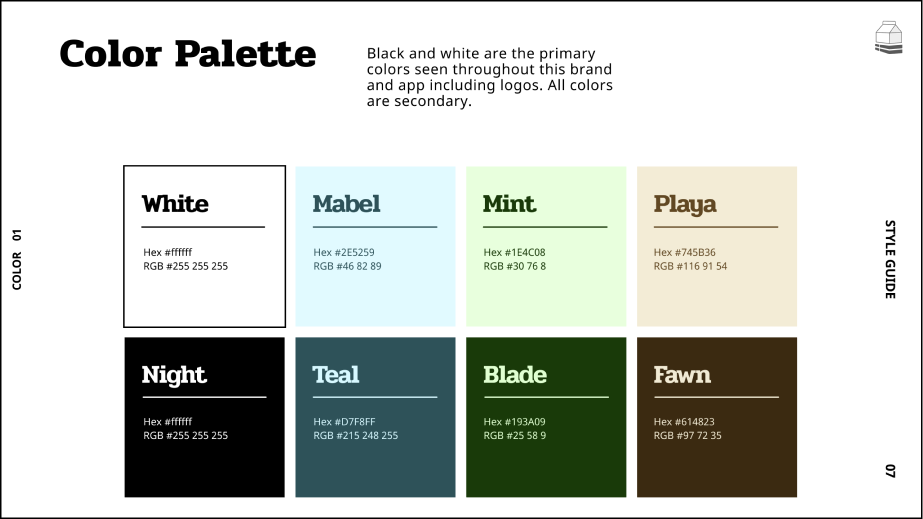 Color Palette
Black and white are the primary
colors seen throughout this brand
and app including logos. All colors
are secondary.
COLOR 01
STYLE GUIDE
White
Hex #ffffff
RGB #255 255 255
Mabel
Hex #2E5259
RGB #46 82 89
Mint
Hex #1E4C08
RGB #30 76 8
Playa
Hex #745B36
RGB #116 91 54
Night
Hex #ffffff
RGB #255 255 255
Teal
Hex #D7F8FF
RGB #215 248 255
Blade
Hex #193A09
RGB #25 58 9
Fawn
Hex #614823
RGB #97 72 35
07